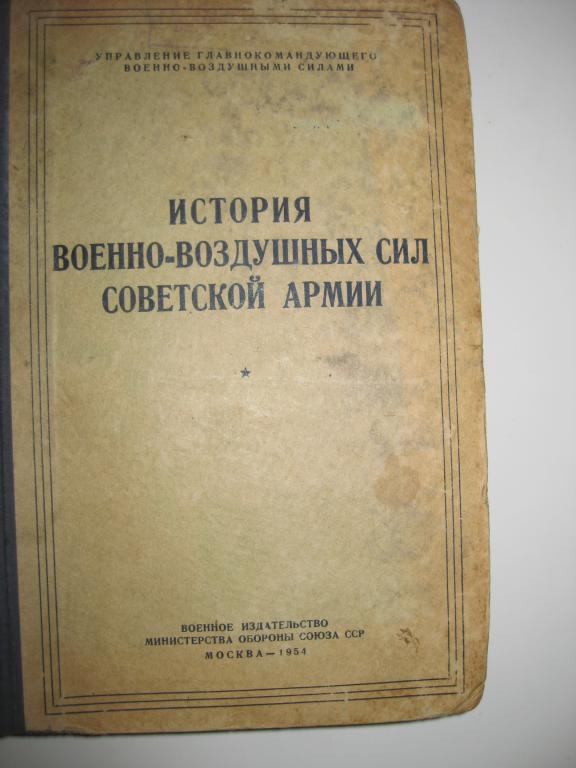 УПРАВЛЕНИЕ ГЛАВНОКОМАНДУЮЩЕГО
ВОЕННО-ВОЗДУШНЫМИ СИЛАМИ
ИСТОРИЯ
ВОЕННО-ВОЗДУШНЫХ СИЛ
СОВЕТСКОЙ АРМИИ
ВОЕННОЕ ИЗДАТЕЛЬСТВО
МИНИСТЕРСТВА ОБОРОНЫ СОЮЗА ССР
МОСКВА — 1954